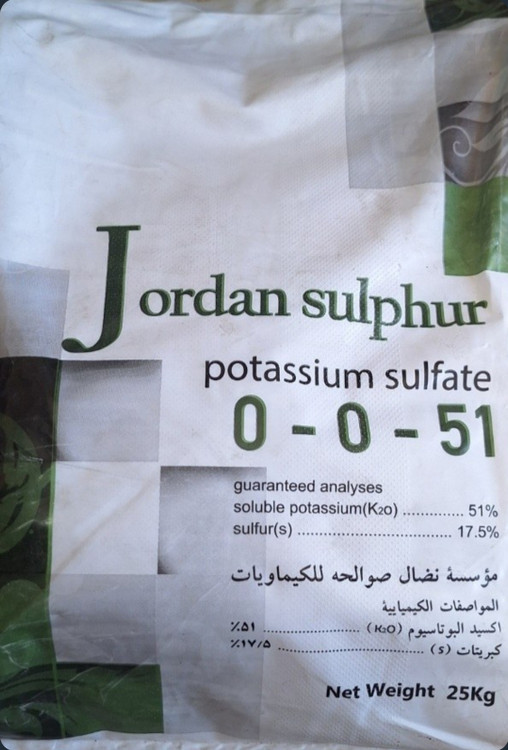 Jordan sulphur
potassium sulfate
0 - 0 - 51
guaranteed analyses
soluble potassium(K₂o) .............. 51%
sulfur(s) ................................... 17.5%
مؤسسة نضال صوالحه للكيماويات
المواصفات الكيميايية
اكسيد البوتاسيوم (K₂O) ...................... ٥١٪
كبريتات (s) ................................... ١٧/٥٪
Net Weight 25Kg